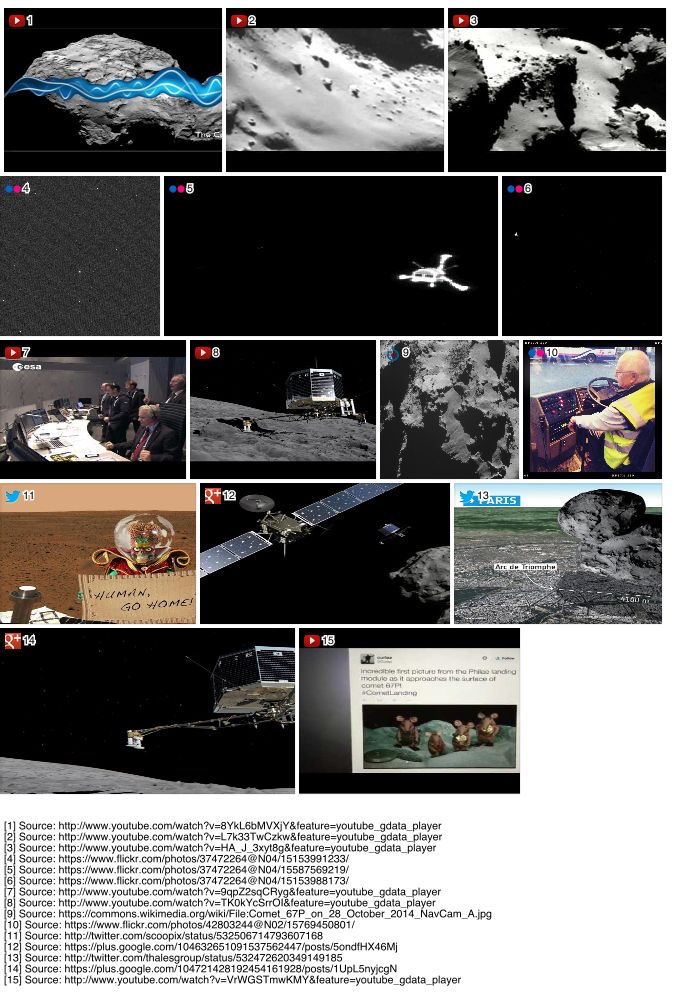 1
2
3
The C
4
5
6
7
esa
8
9
10
11
HUMAN,
GO HOME!
12
13
PARIS
Arc de Triomphe
4100 m
14
15
Follow
Incredible first picture from the Philae landing
module as it approaches the surface of
comet 67P!
#CometLanding
[1] Source: http://www.youtube.com/watch?v=8YkL6bMVXjY&feature=youtube_gdata_player
[2] Source: http://www.youtube.com/watch?v=L7k33TwCzkw&feature=youtube_gdata_player
[3] Source: http://www.youtube.com/watch?v=HA_J_3xyt8g&feature=youtube_gdata_player
[4] Source: https://www.flickr.com/photos/37472264@N04/15153991233/
[5] Source: https://www.flickr.com/photos/37472264@N04/15587569219/
[6] Source: https://www.flickr.com/photos/37472264@N04/15153988173/
[7] Source: http://www.youtube.com/watch?v=9qpZ2sqCRyg&feature=youtube_gdata_player
[8] Source: http://www.youtube.com/watch?v=TK0kYcSrrOI&feature=youtube_gdata_player
[9] Source: https://commons.wikimedia.org/wiki/File:Comet_67P_on_28_October_2014_NavCam_A.jpg
[10] Source: https://www.flickr.com/photos/42803244@N02/15769450801/
[11] Source: http://twitter.com/scoopix/status/532506714793607168
[12] Source: https://plus.google.com/104632651091537562447/posts/5ondfHX46Mj
[13] Source: http://twitter.com/thalesgroup/status/532472620349149185
[14] Source: https://plus.google.com/104721428192454161928/posts/1UpL5nyjcgN
[15] Source: http://www.youtube.com/watch?v=VrWGSTmwKMY&feature=youtube_gdata_player